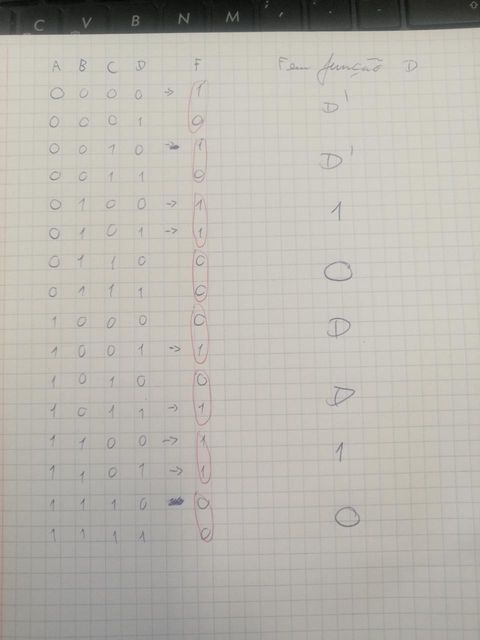 C V B N M
A B C D F F em função D
0 0 0 0 → 1
D'
0 0 0 1 0
0 0 1 0 1
D'
0 0 1 1 0
0 1 0 0 → 1
1
0 1 0 1 → 1
0 1 1 0 0
0
0 1 1 1 0
1 0 0 0 0
D
1 0 0 1 → 1
1 0 1 0 0
D
1 0 1 1 → 1
1 1 0 0 → 1
1
1 1 0 1 → 1
1 1 1 0 0
0
1 1 1 1 0